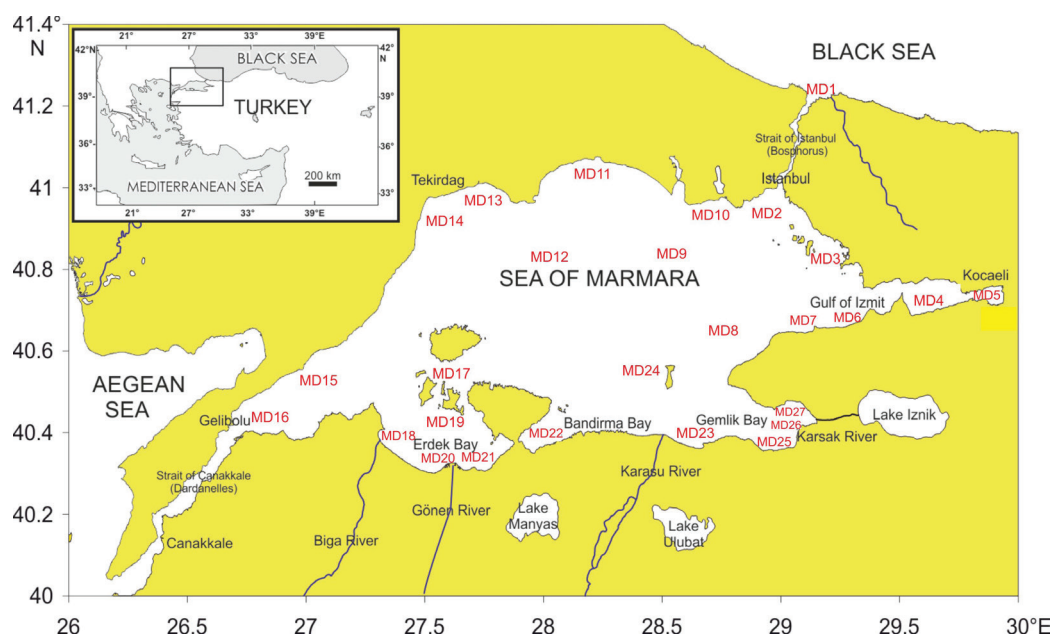 41.4°
N
41.2
41
40.8
40.6
40.4
40.2
40
26
26.5
27
27.5
28
28.5
29
29.5
30°E
21°
27°
33°
39°E
42°
N
42°
N
39°
39°
36°
36°
33°
33°
21°
27°
33°
39°E
BLACK SEA
TURKEY
MEDITERRANEAN SEA
200 km
BLACK SEA
MD1
Strait of Istanbul
(Bosphorus)
Istanbul
Tekirdag
MD11
MD13
MD14
MD10
MD2
MD12
MD9
MD3
SEA OF MARMARA
Kocaeli
Gulf of Izmit
MD4
MD5
MD7
MD6
MD8
AEGEAN
SEA
MD15
MD17
MD24
Gelibolu
MD16
MD19
MD18
Erdek Bay
MD20
MD21
MD22
Bandirma Bay
MD23
Gemlik Bay
MD27
MD26
MD25
Karsak River
Lake Iznik
Strait of Canakkale
(Dardanelles)
Karasu River
Canakkale
Biga River
Gönen River
Lake
Manyas
Lake
Ulubat